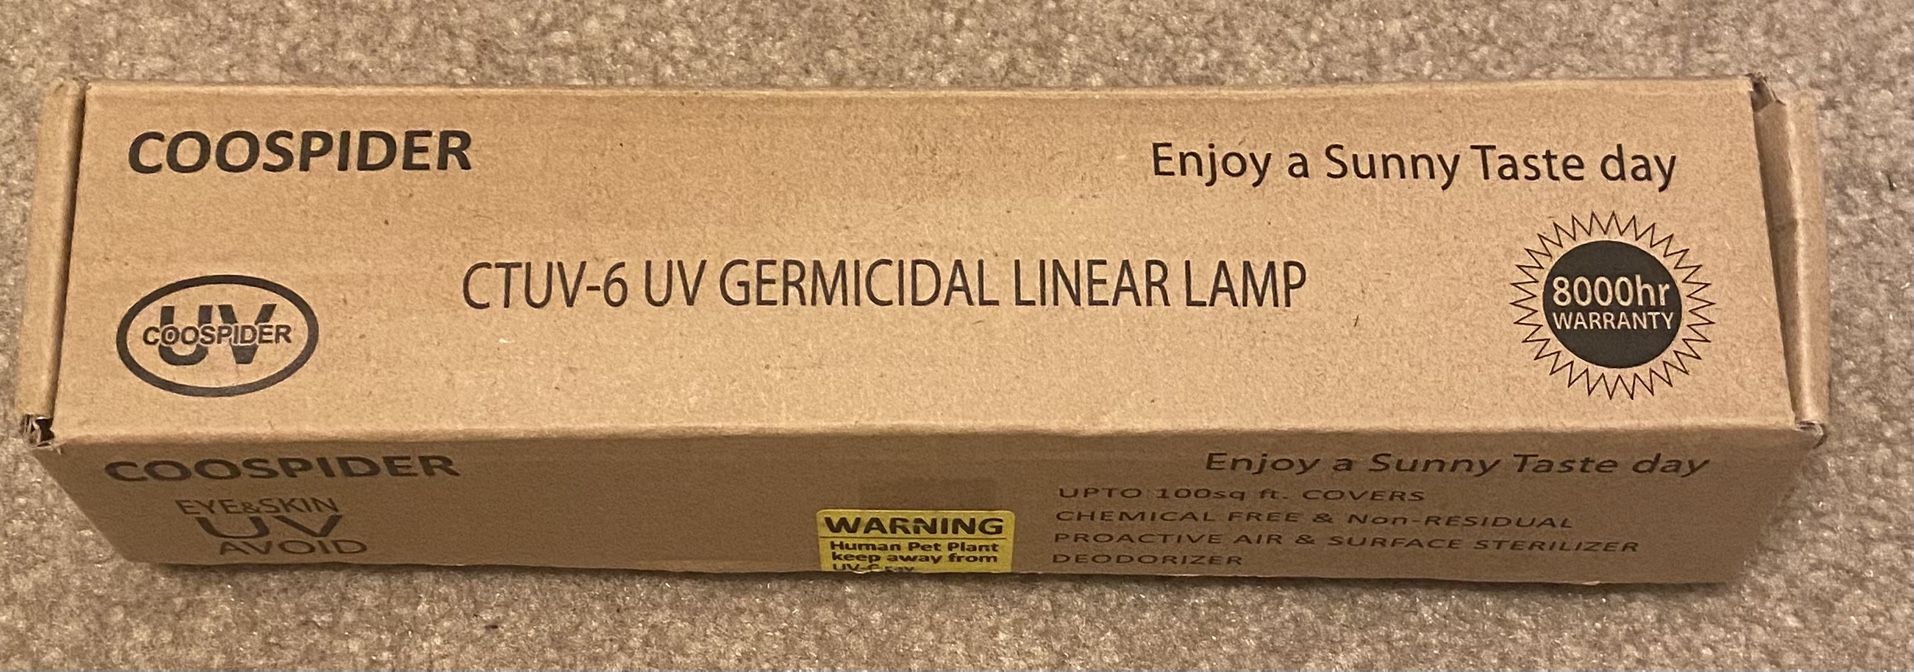 COOSPIDER
Enjoy a Sunny Taste day
CTUV-6 UV GERMICIDAL LINEAR LAMP
UV
COOSPIDER
8000hr
WARRANTY
COOSPIDER
EYE&SKIN
UV
AVOID
WARNING
Human Pet Plant
keep away from
UV-C ray
Enjoy a Sunny Taste day
UPTO 100sq ft. COVERS
CHEMICAL FREE & Non-RESIDUAL
PROACTIVE AIR & SURFACE STERILIZER
DEODORIZER